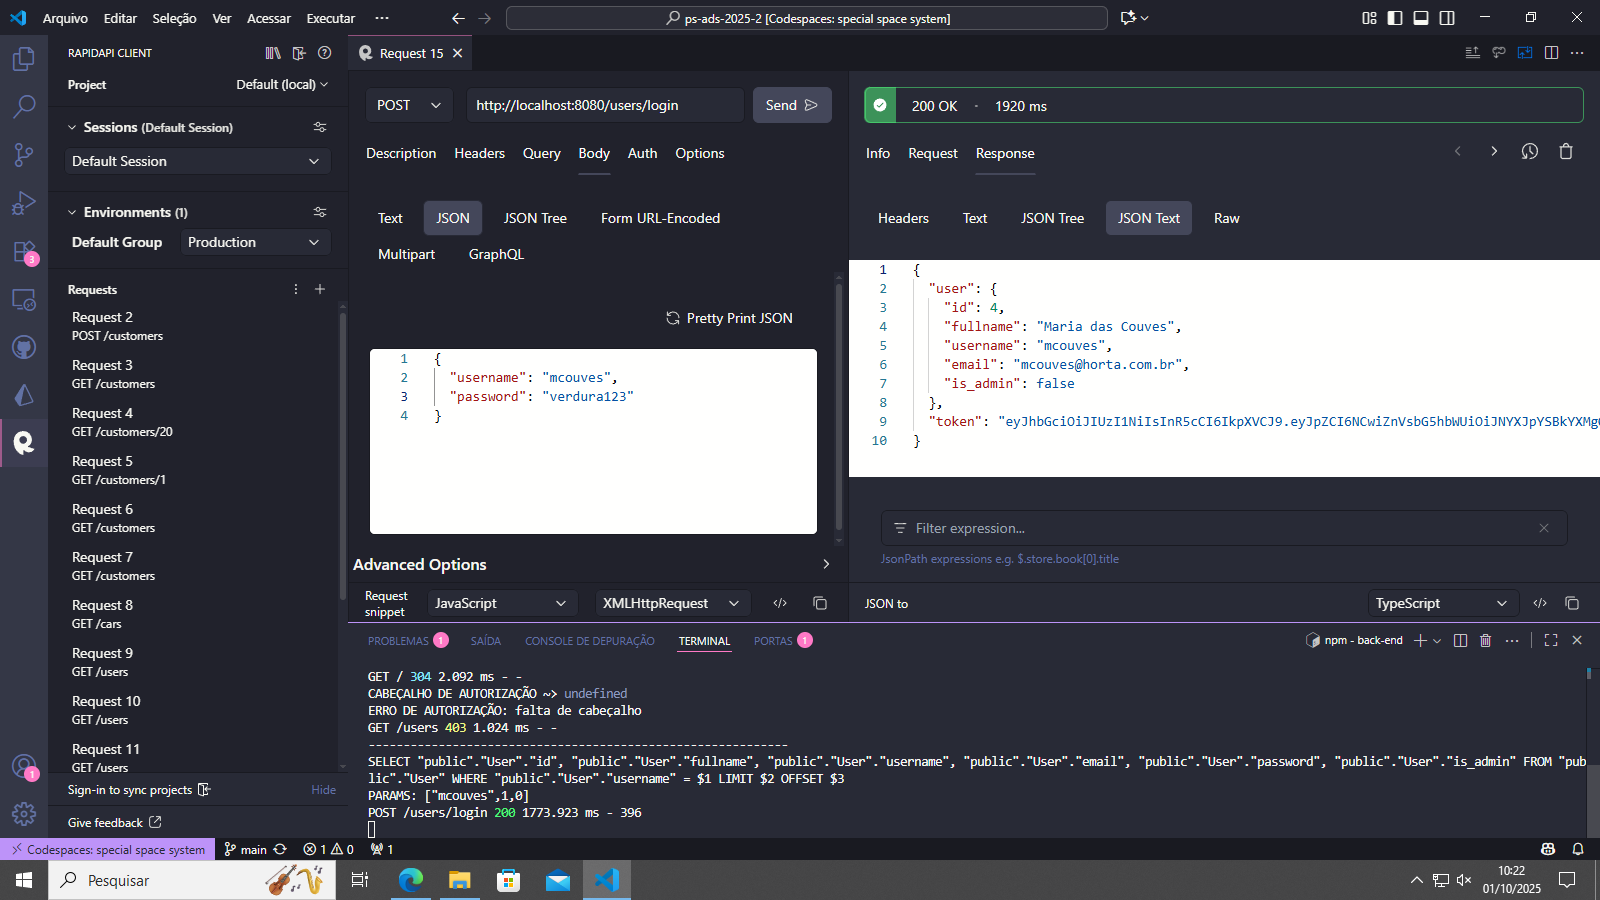 Arquivo Editar Seleção Ver Acessar Executar ···
ps-ads-2025-2 [Codespaces: special space system]
RAPIDAPI CLIENT
Project Default (local)
Sessions (Default Session)
Default Session
Environments (1)
Default Group Production
Requests
Request 2
POST /customers
Request 3
GET /customers
Request 4
GET /customers/20
Request 5
GET /customers/1
Request 6
GET /customers
Request 7
GET /customers
Request 8
GET /cars
Request 9
GET /users
Request 10
GET /users
Request 11
GET /users
Sign-in to sync projects Hide
Give feedback
3
1
Request 15
POST http://localhost:8080/users/login Send
Description Headers Query Body Auth Options
Text JSON JSON Tree Form URL-Encoded
Multipart GraphQL
Pretty Print JSON
1 {
2 "username": "mcouves",
3 "password": "verdura123"
4 }
Advanced Options
Request snippet JavaScript XMLHttpRequest
200 OK - 1920 ms
Info Request Response
Headers Text JSON Tree JSON Text Raw
1 {
2 "user": {
3 "id": 4,
4 "fullname": "Maria das Couves",
5 "username": "mcouves",
6 "email": "mcouves@horta.com.br",
7 "is_admin": false
8 },
9 "token": "eyJhbGciOiJIUzI1NiIsInR5cCI6IkpXVCJ9.eyJpZCI6NCwiZnVsbG5hbWUiOiJNYXJpYSBkYXMg
10 }
Filter expression...
JsonPath expressions e.g. $.store.book[0].title
JSON to TypeScript
PROBLEMAS 1 SAÍDA CONSOLE DE DEPURAÇÃO TERMINAL PORTAS 1
npm - back-end
GET / 304 2.092 ms - -
CABEÇALHO DE AUTORIZAÇÃO ~> undefined
ERRO DE AUTORIZAÇÃO: falta de cabeçalho
GET /users 403 1.024 ms - -
------------------------------------------------------------
SELECT "public"."User"."id", "public"."User"."fullname", "public"."User"."username", "public"."User"."email", "public"."User"."password", "public"."User"."is_admin" FROM "pub
lic"."User" WHERE "public"."User"."username" = $1 LIMIT $2 OFFSET $3
PARAMS: ["mcouves",1,0]
POST /users/login 200 1773.923 ms - 396
Codespaces: special space system main 1 0 1
Pesquisar
10:22
01/10/2025